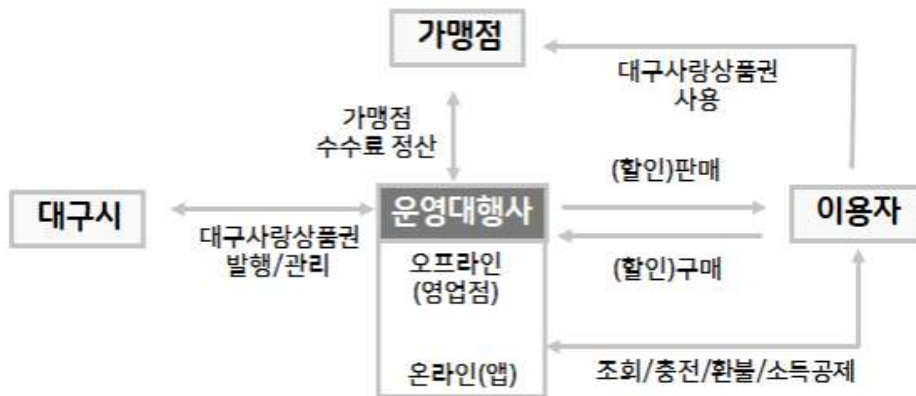 가맹점
대구사랑상품권
사용
가맹점
수수료 정산
(할인)판매
대구시
운영대행사
이용자
대구사랑상품권
발행/관리
오프라인
(영업점)
(할인)구매
온라인(앱)
조회/충전/환불/소득공제